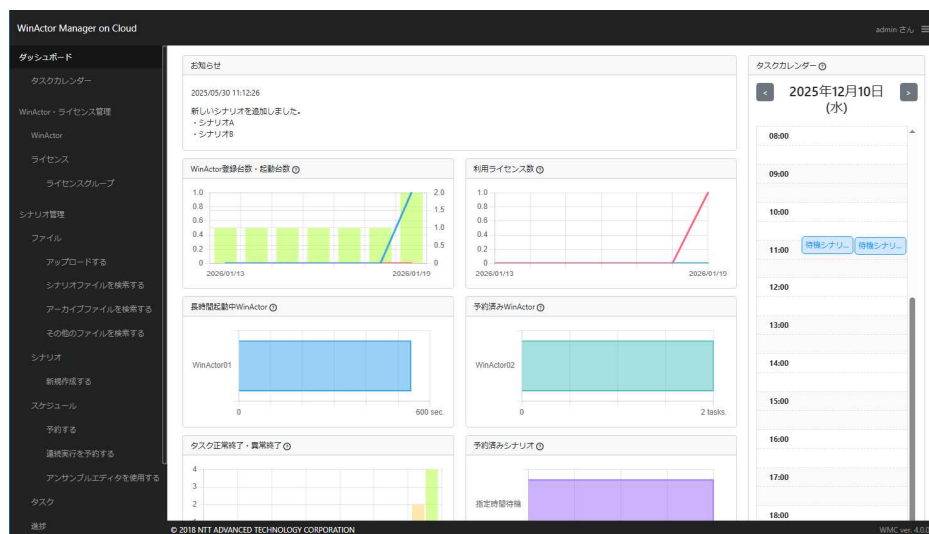 WinActor Manager on Cloud
admin さん
ダッシュボード
タスクカレンダー
WinActor・ライセンス管理
WinActor
ライセンス
ライセンスグループ
シナリオ管理
ファイル
アップロードする
シナリオファイルを検索する
アーカイブファイルを検索する
その他のファイルを検索する
シナリオ
新規作成する
スケジュール
予約する
連続実行を予約する
アンサンブルエディタを使用する
タスク
進捗
お知らせ
2025/05/30 11:12:26
新しいシナリオを追加しました。
・シナリオA
・シナリオB
WinActor登録台数・起動台数
1.0
0.8
0.6
0.4
0.2
0
2.0
1.5
1.0
0.5
0
2026/01/13
2026/01/19
利用ライセンス数
1.0
0.8
0.6
0.4
0.2
0
2026/01/13
2026/01/19
長時間起動中WinActor
WinActor01
0
600 sec.
予約済みWinActor
WinActor02
0
2 tasks.
タスク正常終了・異常終了
4
3
2
予約済みシナリオ
指定時間待機
タスクカレンダー
<
2025年12月10日
(水)
>
08:00
09:00
10:00
11:00
待機シナリ...
待機シナリ...
12:00
13:00
14:00
15:00
16:00
17:00
18:00
© 2018 NTT ADVANCED TECHNOLOGY CORPORATION
WMC ver. 4.0.0